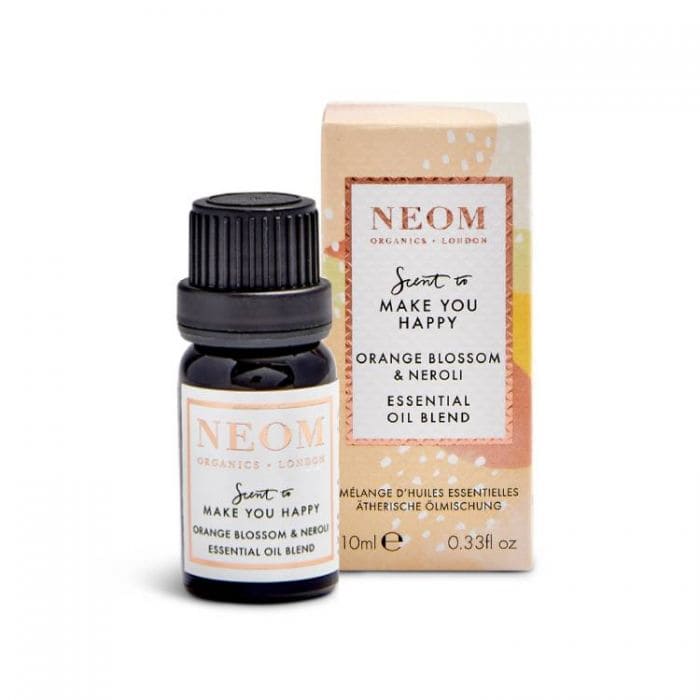 NEOM
ORGANICS • LONDON
Scent to
MAKE YOU
HAPPY
ORANGE BLOSSOM
& NEROLI
ESSENTIAL
OIL BLEND
MÉLANGE D'HUILES ESSENTIELLES
ÄTHERISCHE ÖLMISCHUNG
10ml ℮ 0.33fl oz
NEOM
ORGANICS • LONDON
Scent to
MAKE YOU HAPPY
ORANGE BLOSSOM & NEROLI
ESSENTIAL OIL BLEND